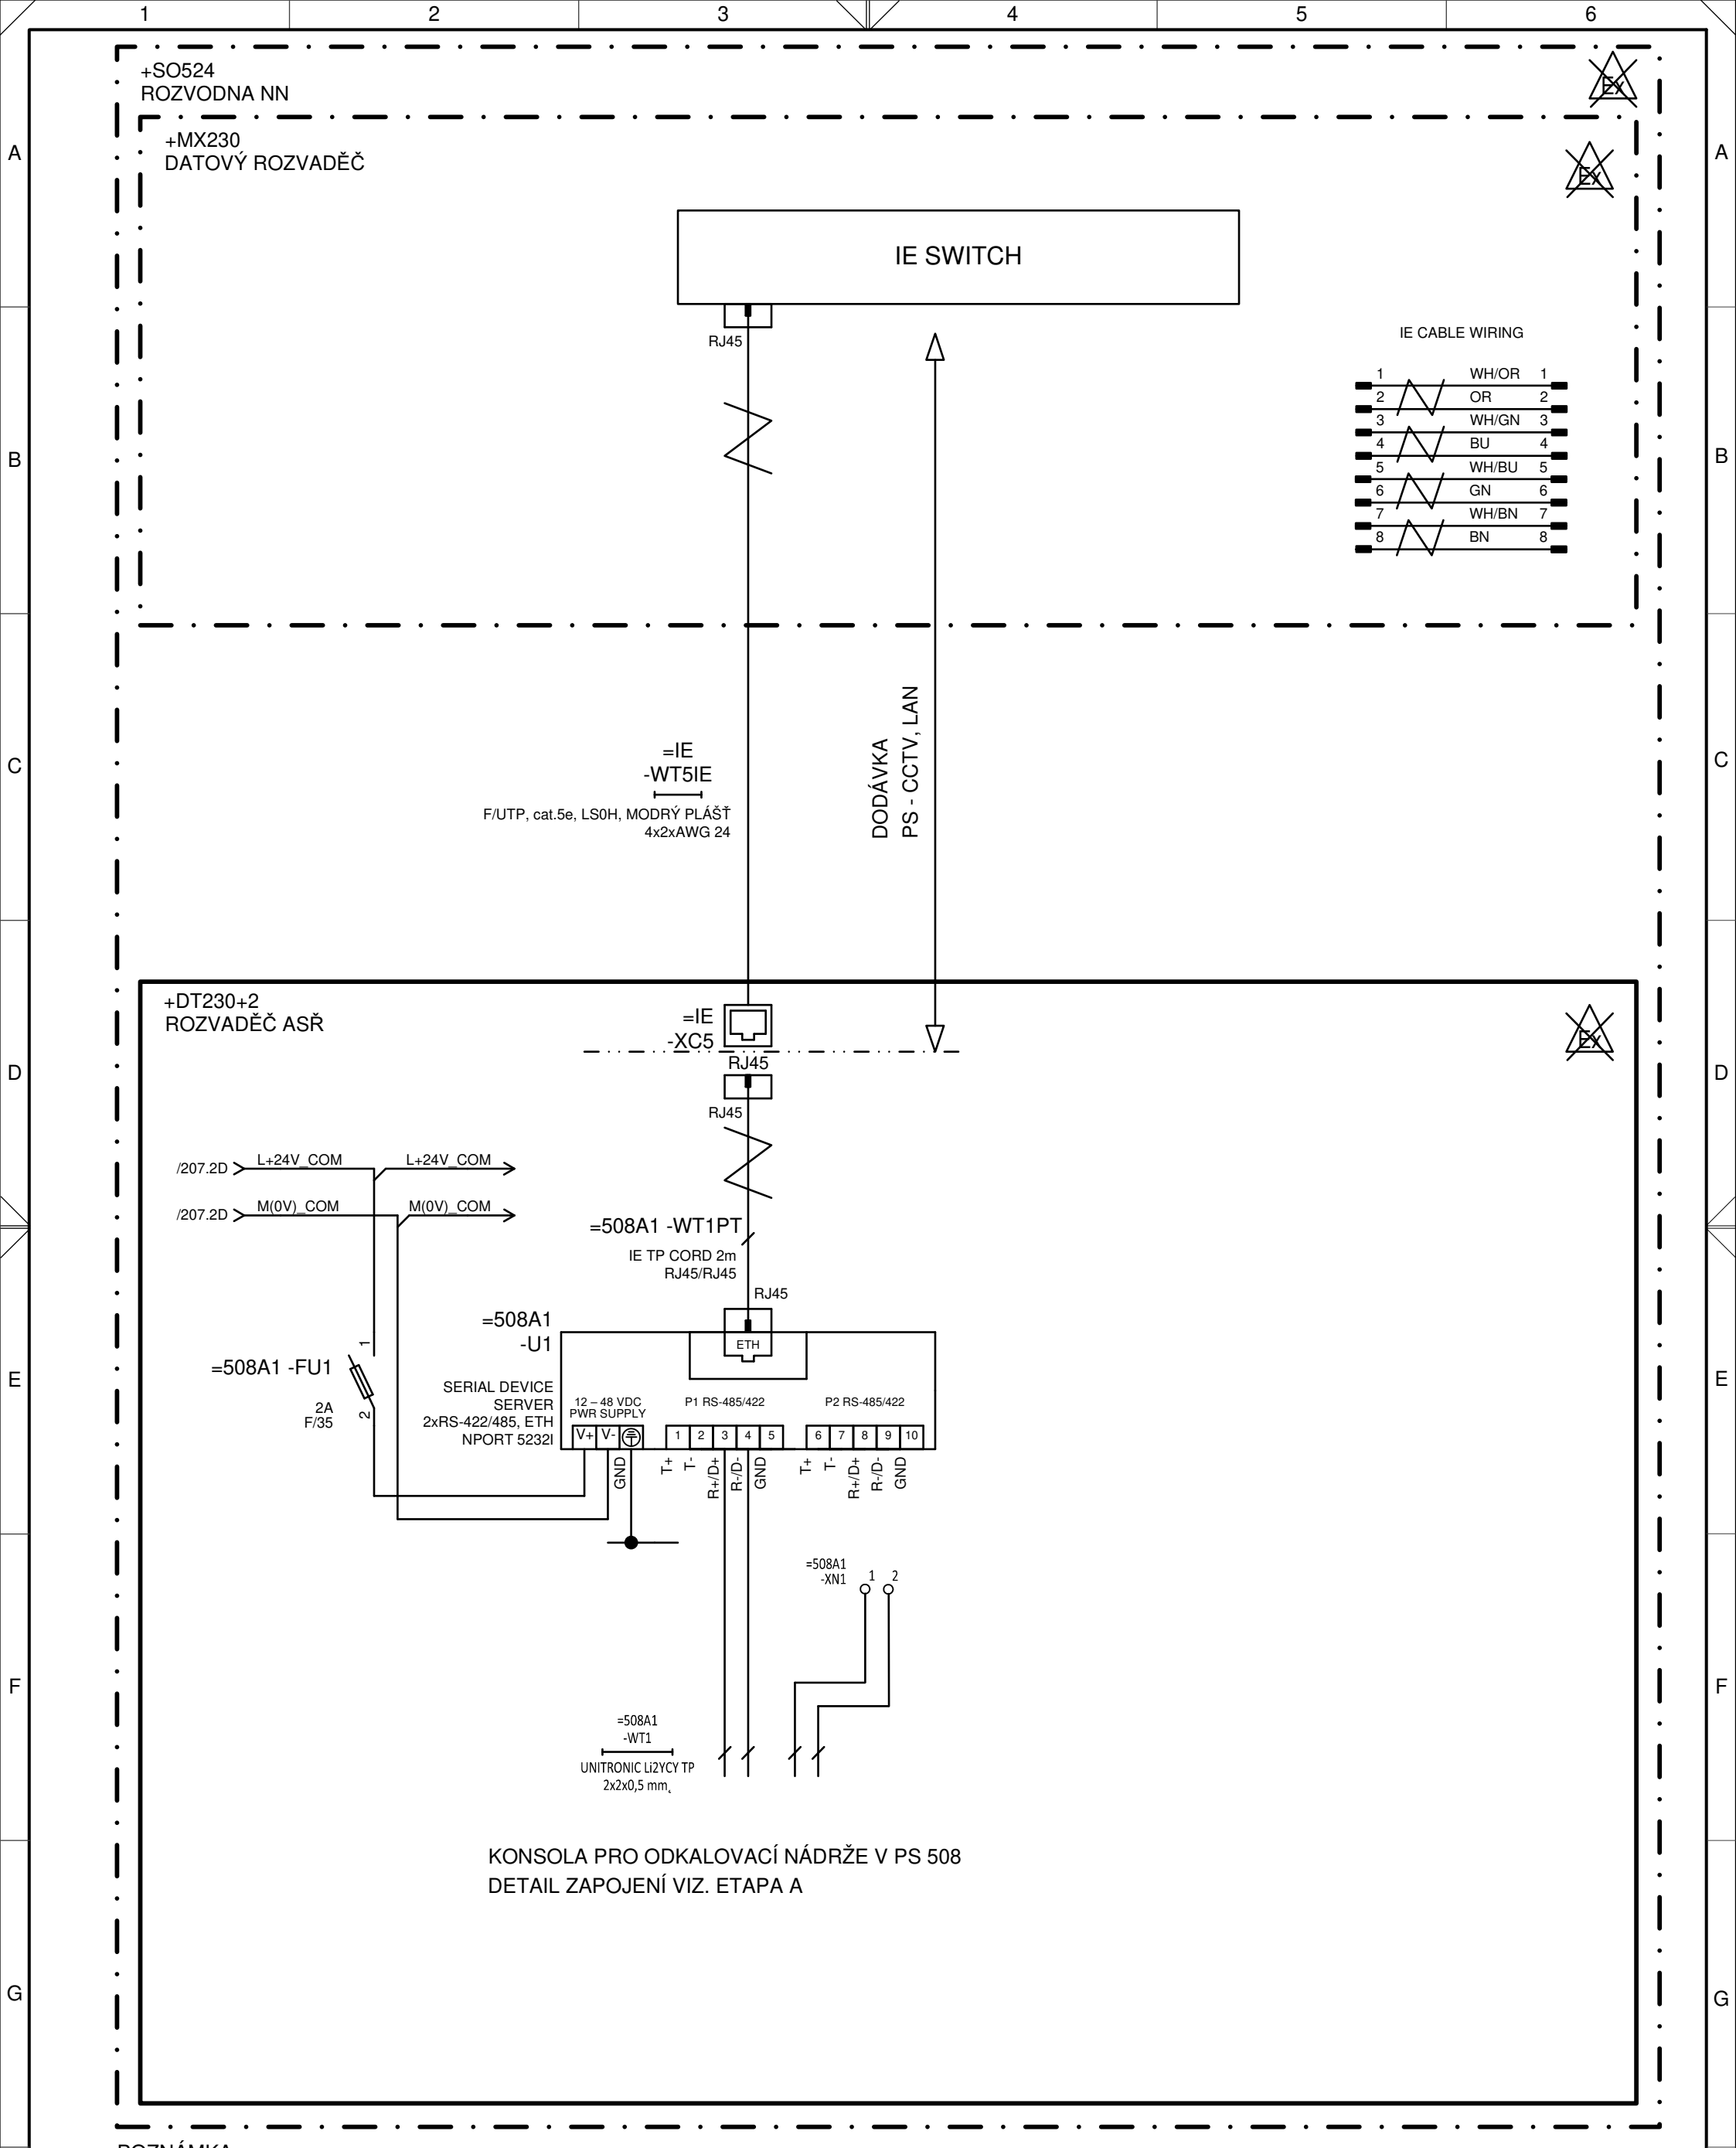 1 2 3 4 5 6
+SO524
ROZVODNA NN
Ex
+MX230
DATOVÝ ROZVADĚČ
Ex
A A
IE SWITCH
RJ45
IE CABLE WIRING
1 WH/OR 1
2 OR 2
3 WH/GN 3
4 BU 4
5 WH/BU 5
6 GN 6
7 WH/BN 7
8 BN 8
B B
=IE
-WT5IE
F/UTP, cat.5e, LS0H, MODRÝ PLÁŠŤ
4x2xAWG 24
DODÁVKA
PS - CCTV, LAN
C C
+DT230+2
ROZVADĚČ ASŘ
Ex
=IE
-XC5
RJ45
RJ45
D D
/207.2D L+24V_COM L+24V_COM
/207.2D M(0V)_COM M(0V)_COM
=508A1 -WT1PT
IE TP CORD 2m
RJ45/RJ45
RJ45
=508A1
-U1
ETH
1
=508A1 -FU1
2A
F/35
2
SERIAL DEVICE
SERVER
2xRS-422/485, ETH
NPORT 5232I
12 – 48 VDC
PWR SUPPLY
P1 RS-485/422
P2 RS-485/422
V+ V- 1 2 3 4 5 6 7 8 9 10
GND T+ T- R+/D+ R-/D- GND T+ T- R+/D+ R-/D- GND
E E
=508A1
-XN1
1 2
F F
=508A1
-WT1
UNITRONIC Li2YCY TP
2x2x0,5 mm
KONSOLA PRO ODKALOVACÍ NÁDRŽE V PS 508
DETAIL ZAPOJENÍ VIZ. ETAPA A
G G